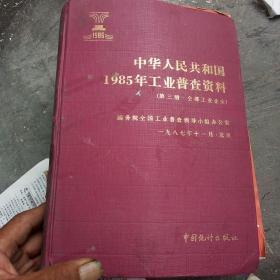 1986
中华人民共和国
1985年工业普查资料
(第三册·全部工业企业)
国务院全国工业普查领导小组办公室
一九八七年十一月·北京
中国统计出版社